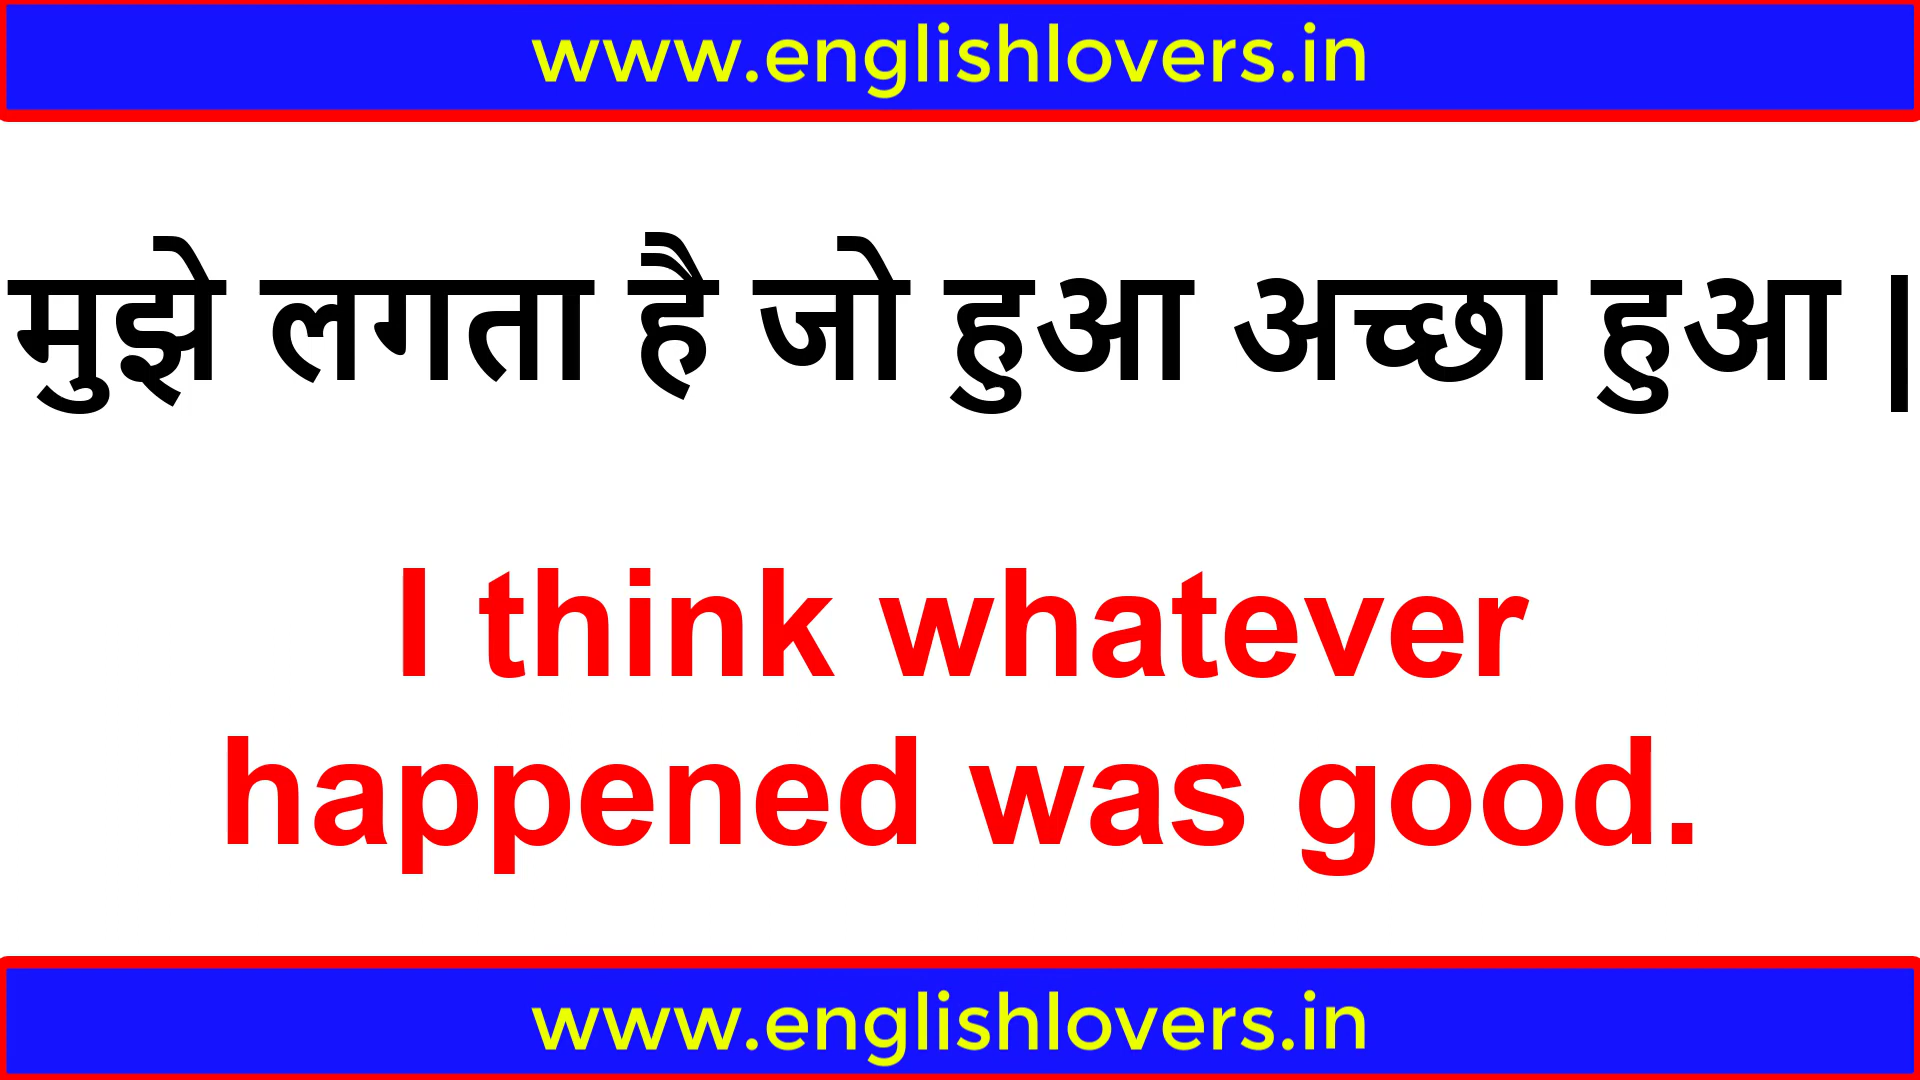 www.englishlovers.in
मुझे लगता है जो हुआ अच्छा हुआ |
I think whatever
happened was good.
www.englishlovers.in